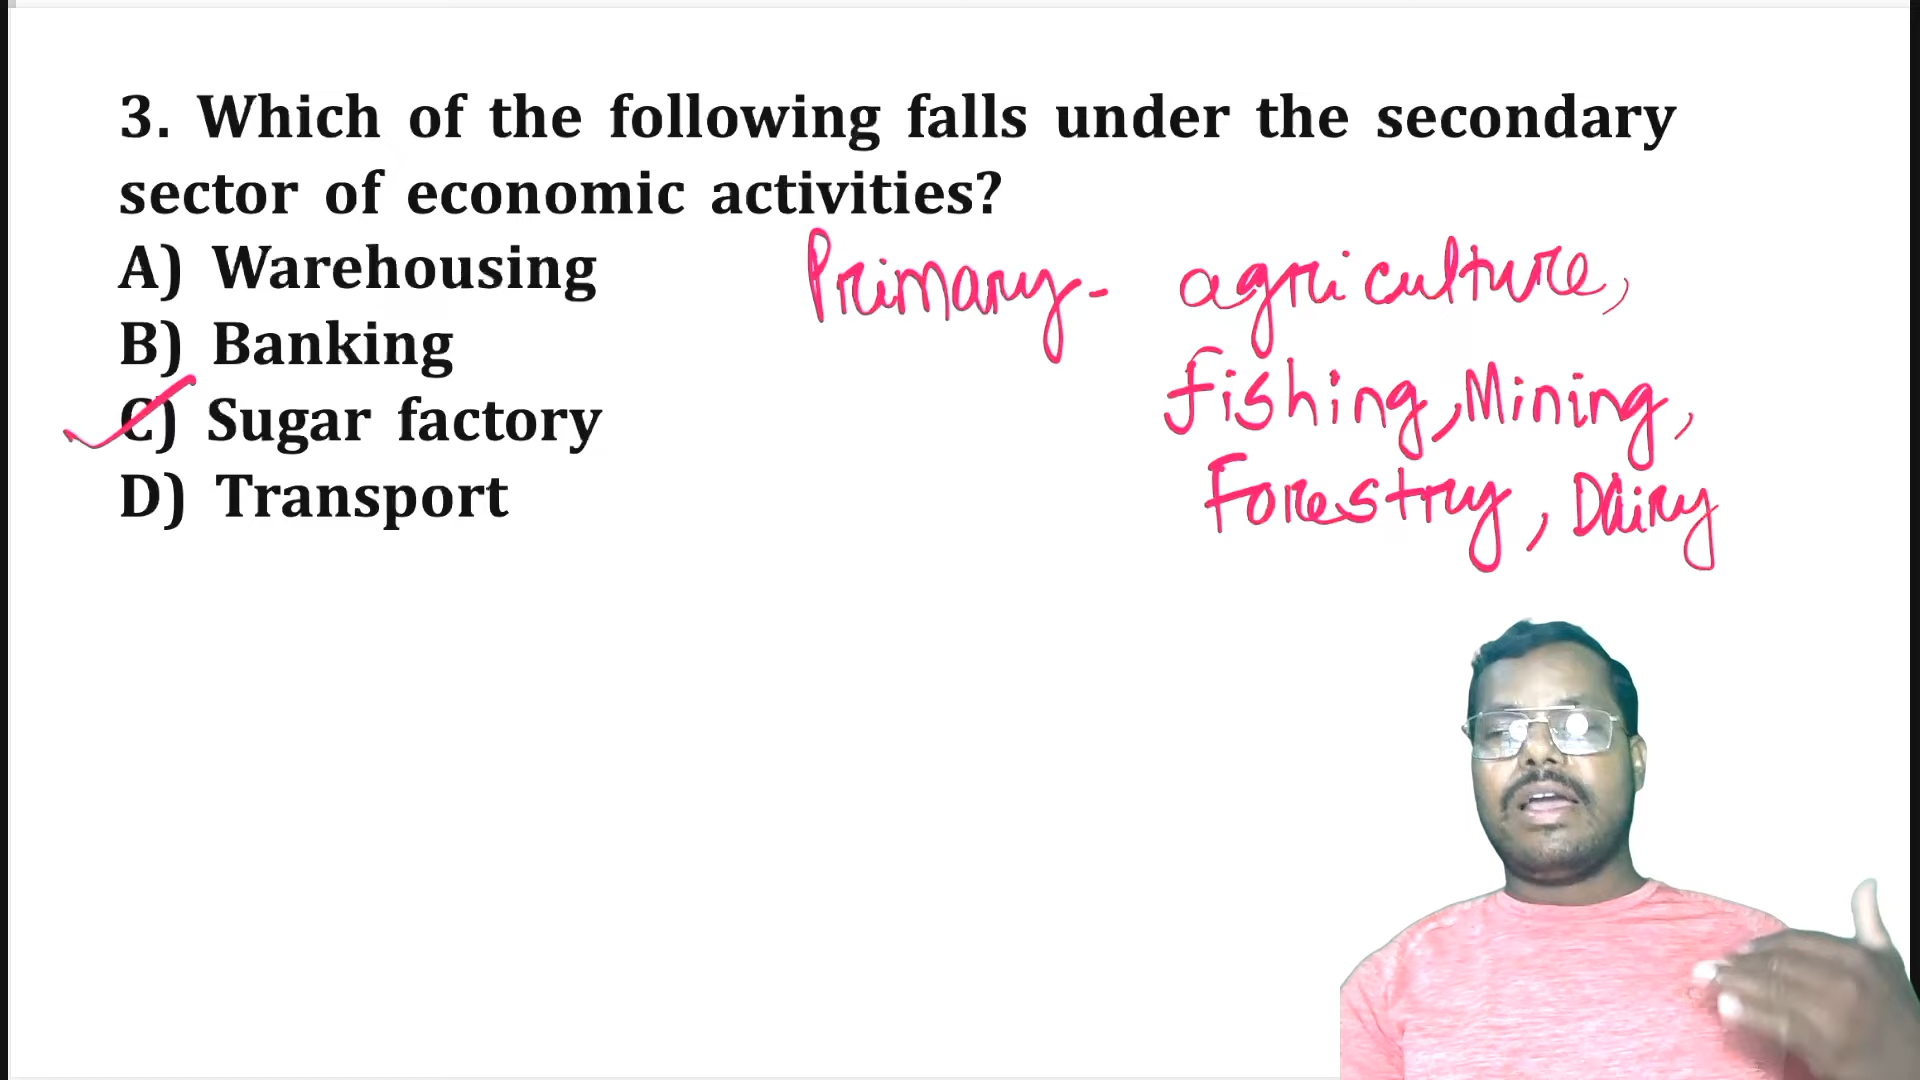 3. Which of the following falls under the secondary
sector of economic activities?
A) Warehousing
B) Banking
C) Sugar factory
D) Transport
Primary - agriculture,
Fishing, Mining,
Forestry, Dairy